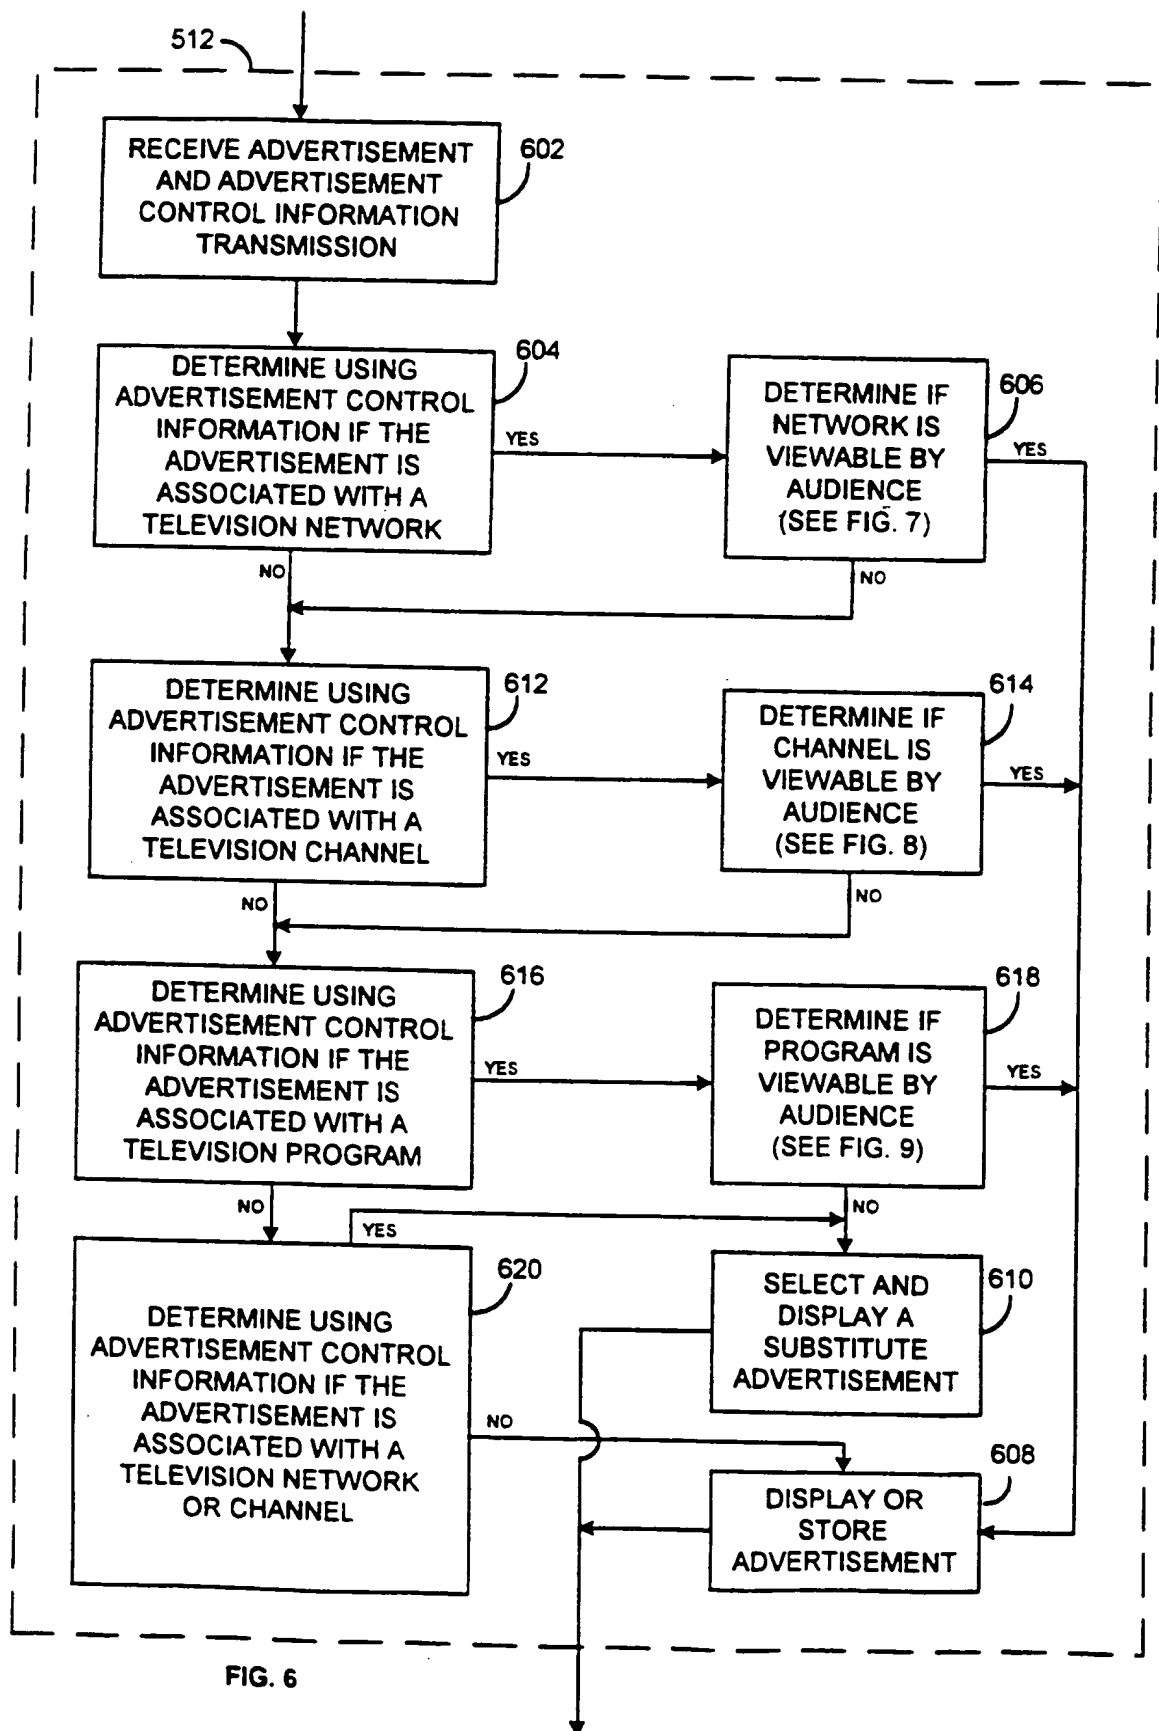 512
RECEIVE ADVERTISEMENT
AND ADVERTISEMENT
CONTROL INFORMATION
TRANSMISSION
602
DETERMINE USING
ADVERTISEMENT CONTROL
INFORMATION IF THE
ADVERTISEMENT IS
ASSOCIATED WITH A
TELEVISION NETWORK
604
YES
NO
DETERMINE IF
NETWORK IS
VIEWABLE BY
AUDIENCE
(SEE FIG. 7)
606
YES
NO
DETERMINE USING
ADVERTISEMENT CONTROL
INFORMATION IF THE
ADVERTISEMENT IS
ASSOCIATED WITH A
TELEVISION CHANNEL
612
YES
NO
DETERMINE IF
CHANNEL IS
VIEWABLE BY
AUDIENCE
(SEE FIG. 8)
614
YES
NO
DETERMINE USING
ADVERTISEMENT CONTROL
INFORMATION IF THE
ADVERTISEMENT IS
ASSOCIATED WITH A
TELEVISION PROGRAM
616
YES
NO
DETERMINE IF
PROGRAM IS
VIEWABLE BY
AUDIENCE
(SEE FIG. 9)
618
YES
NO
YES
DETERMINE USING
ADVERTISEMENT CONTROL
INFORMATION IF THE
ADVERTISEMENT IS
ASSOCIATED WITH A
TELEVISION NETWORK
OR CHANNEL
620
NO
SELECT AND
DISPLAY A
SUBSTITUTE
ADVERTISEMENT
610
DISPLAY OR
STORE
ADVERTISEMENT
608
FIG. 6